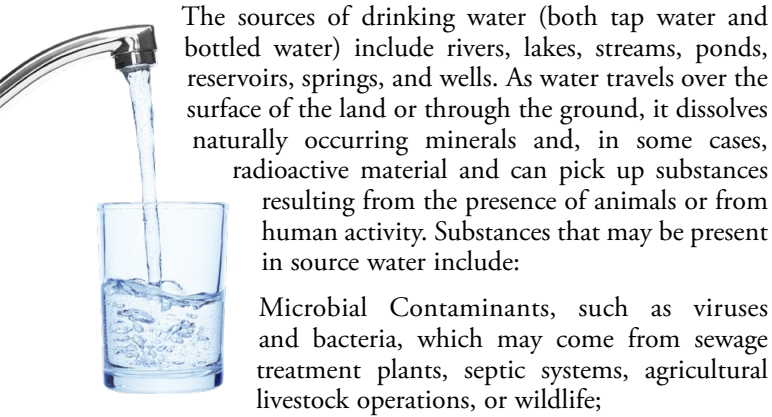 The sources of drinking water (both tap water and
bottled water) include rivers, lakes, streams, ponds,
reservoirs, springs, and wells. As water travels over the
surface of the land or through the ground, it dissolves
naturally occurring minerals and, in some cases,
radioactive material and can pick up substances
resulting from the presence of animals or from
human activity. Substances that may be present
in source water include:
Microbial Contaminants, such as viruses
and bacteria, which may come from sewage
treatment plants, septic systems, agricultural
livestock operations, or wildlife;